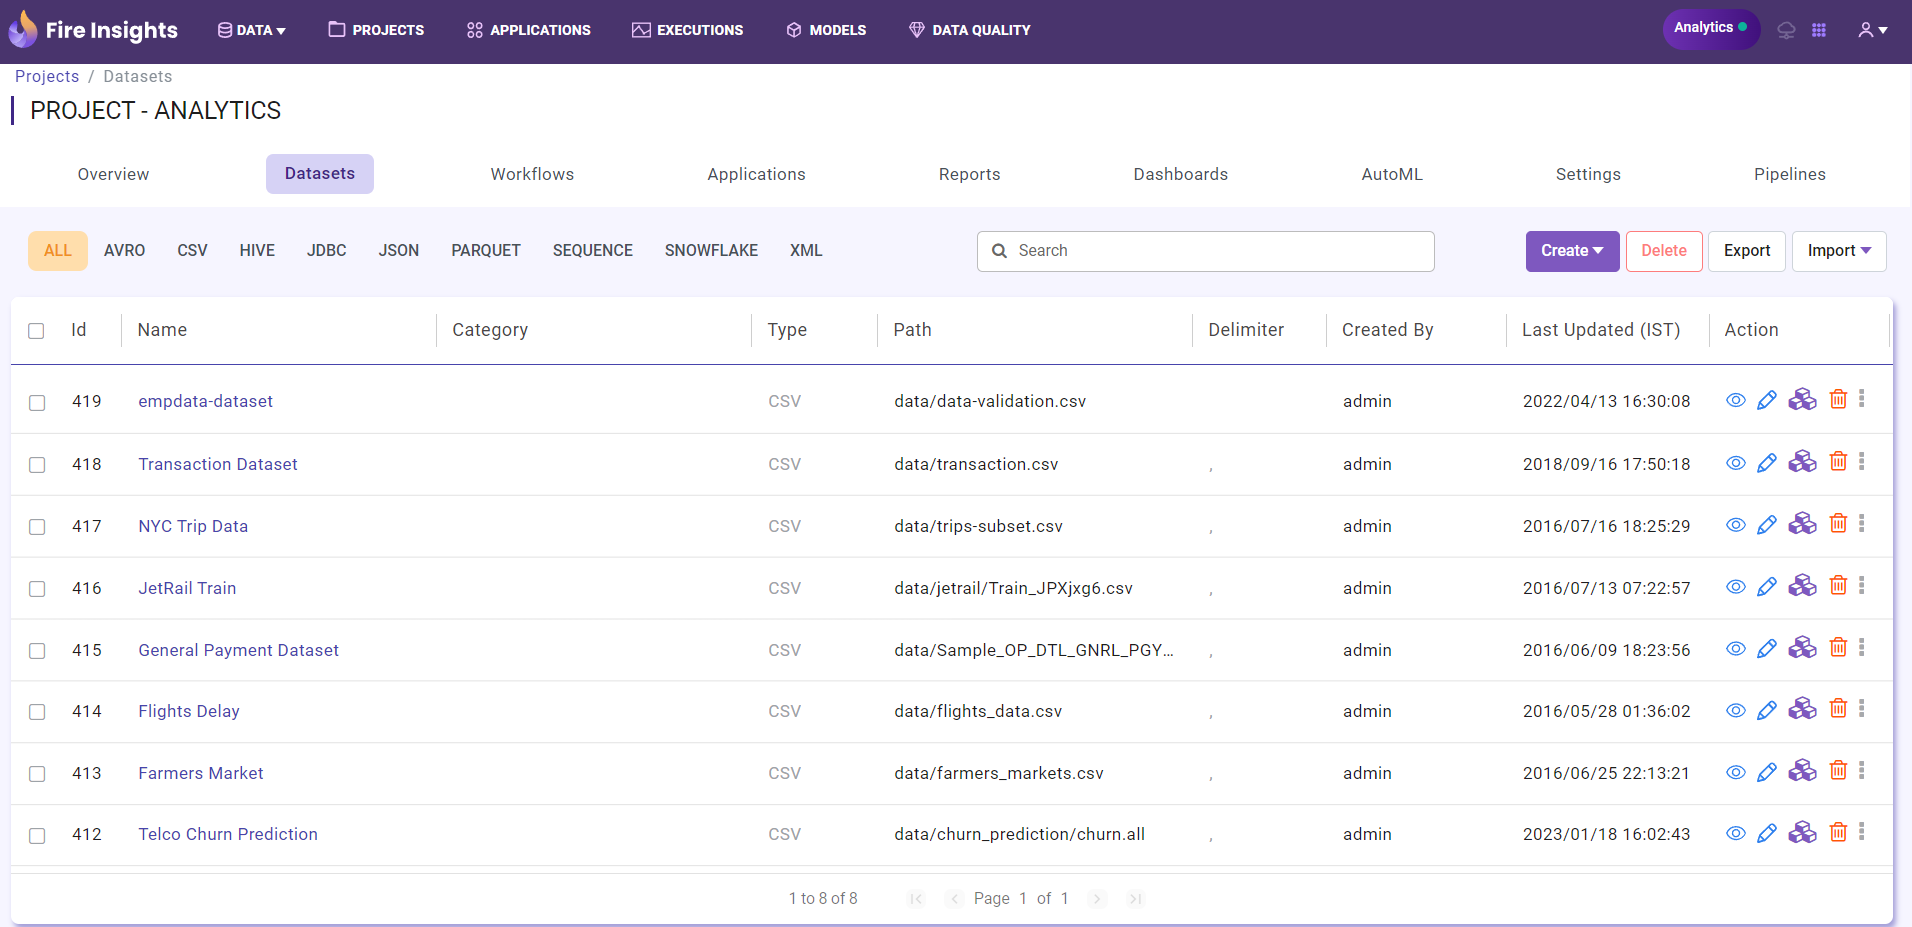 Fire Insights DATA PROJECTS APPLICATIONS EXECUTIONS MODELS DATA QUALITY Analytics
Projects / Datasets
PROJECT - ANALYTICS
Overview Datasets Workflows Applications Reports Dashboards AutoML Settings Pipelines
ALL AVRO CSV HIVE JDBC JSON PARQUET SEQUENCE SNOWFLAKE XML Search Create Delete Export Import
Id Name Category Type Path Delimiter Created By Last Updated (IST) Action
419 empdata-dataset CSV data/data-validation.csv admin 2022/04/13 16:30:08
418 Transaction Dataset CSV data/transaction.csv , admin 2018/09/16 17:50:18
417 NYC Trip Data CSV data/trips-subset.csv , admin 2016/07/16 18:25:29
416 JetRail Train CSV data/jetrail/Train_JPXjxg6.csv , admin 2016/07/13 07:22:57
415 General Payment Dataset CSV data/Sample_OP_DTL_GNRL_PGY... , admin 2016/06/09 18:23:56
414 Flights Delay CSV data/flights_data.csv , admin 2016/05/28 01:36:02
413 Farmers Market CSV data/farmers_markets.csv , admin 2016/06/25 22:13:21
412 Telco Churn Prediction CSV data/churn_prediction/churn.all , admin 2023/01/18 16:02:43
1 to 8 of 8 Page 1 of 1